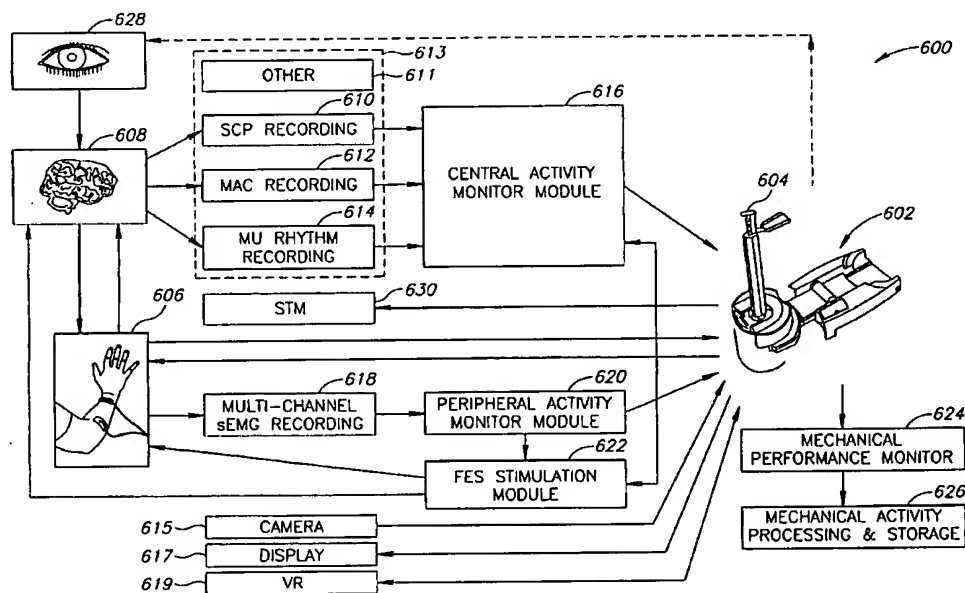 628
613
600
OTHER
611
608
610
616
SCP RECORDING
CENTRAL ACTIVITY
MONITOR MODULE
612
MAC RECORDING
604
602
614
MU RHYTHM
RECORDING
606
630
STM
618
620
MULTI-CHANNEL
sEMG RECORDING
PERIPHERAL ACTIVITY
MONITOR MODULE
624
MECHANICAL
PERFORMANCE MONITOR
622
FES STIMULATION
MODULE
626
MECHANICAL ACTIVITY
PROCESSING & STORAGE
615
CAMERA
617
DISPLAY
619
VR